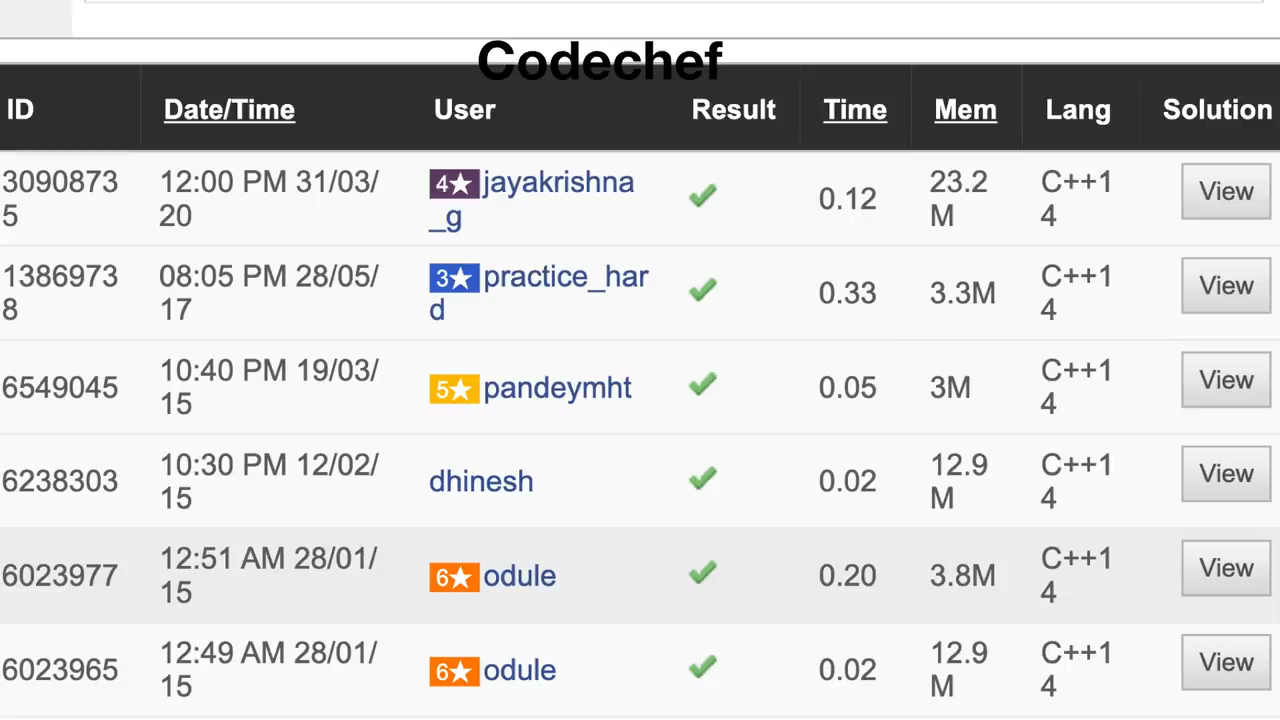 Codechef
ID Date/Time User Result Time Mem Lang Solution
3090873 12:00 PM 31/03/ 4★ jayakrishna 0.12 23.2 C++1 View
5 20 _g M 4
1386973 08:05 PM 28/05/ 3★ practice_har 0.33 3.3M C++1 View
8 17 d 4
6549045 10:40 PM 19/03/ 5★ pandeymht 0.05 3M C++1 View
15 4
6238303 10:30 PM 12/02/ dhinesh 0.02 12.9 C++1 View
15 M 4
6023977 12:51 AM 28/01/ 6★ odule 0.20 3.8M C++1 View
15 4
6023965 12:49 AM 28/01/ 6★ odule 0.02 12.9 C++1 View
15 M 4